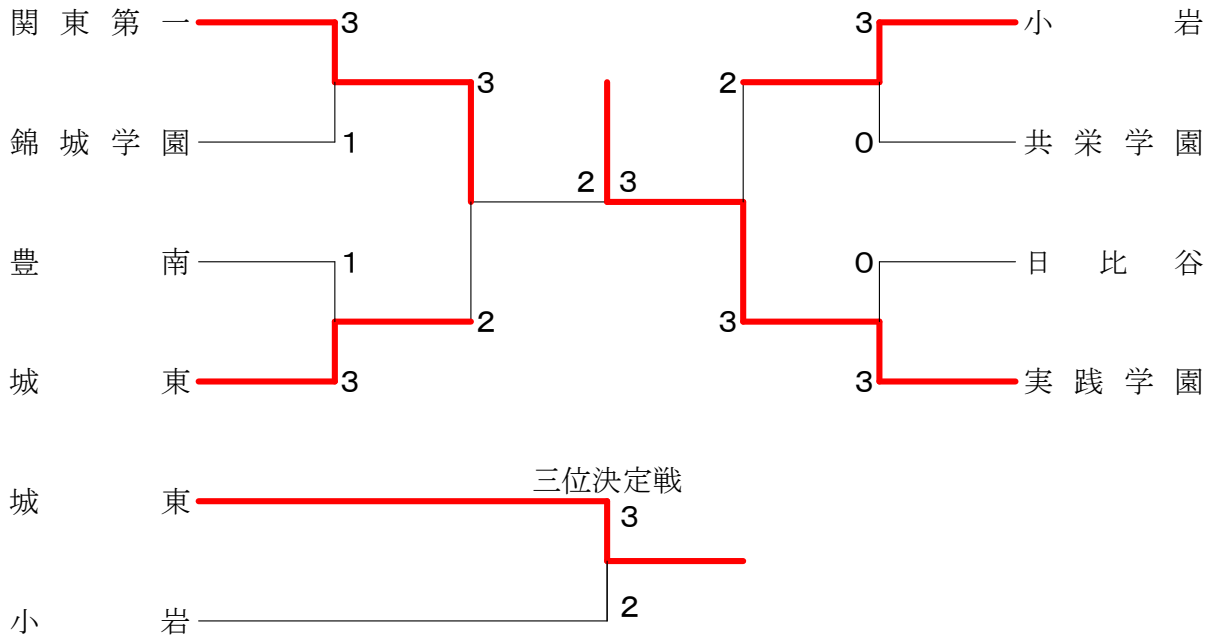 関東第一 3 3 小岩
3 2
錦城学園 1 0 共栄学園
2 3
豊南 1 0 日比谷
2 3
城東 3 3 実践学園
三位決定戦
城東 3
小岩 2